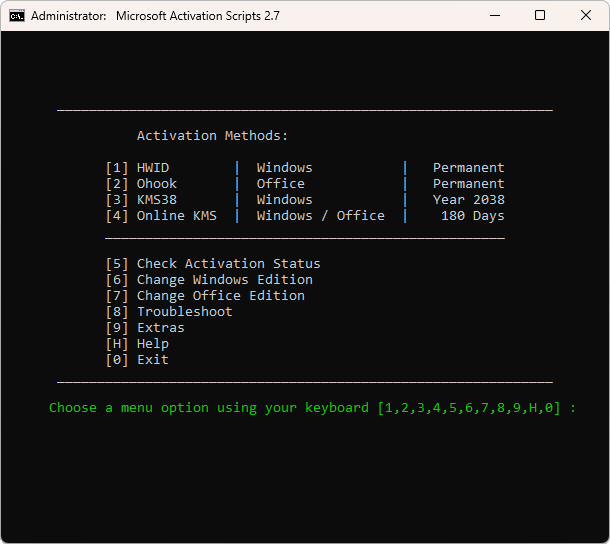 Administrator:   Microsoft Activation Scripts 2.7
Activation Methods:
[1] HWID        |  Windows           |   Permanent
[2] Ohook       |  Office            |   Permanent
[3] KMS38       |  Windows           |   Year 2038
[4] Online KMS  |  Windows / Office  |    180 Days
[5] Check Activation Status
[6] Change Windows Edition
[7] Change Office Edition
[8] Troubleshoot
[9] Extras
[H] Help
[0] Exit
Choose a menu option using your keyboard [1,2,3,4,5,6,7,8,9,H,0] :